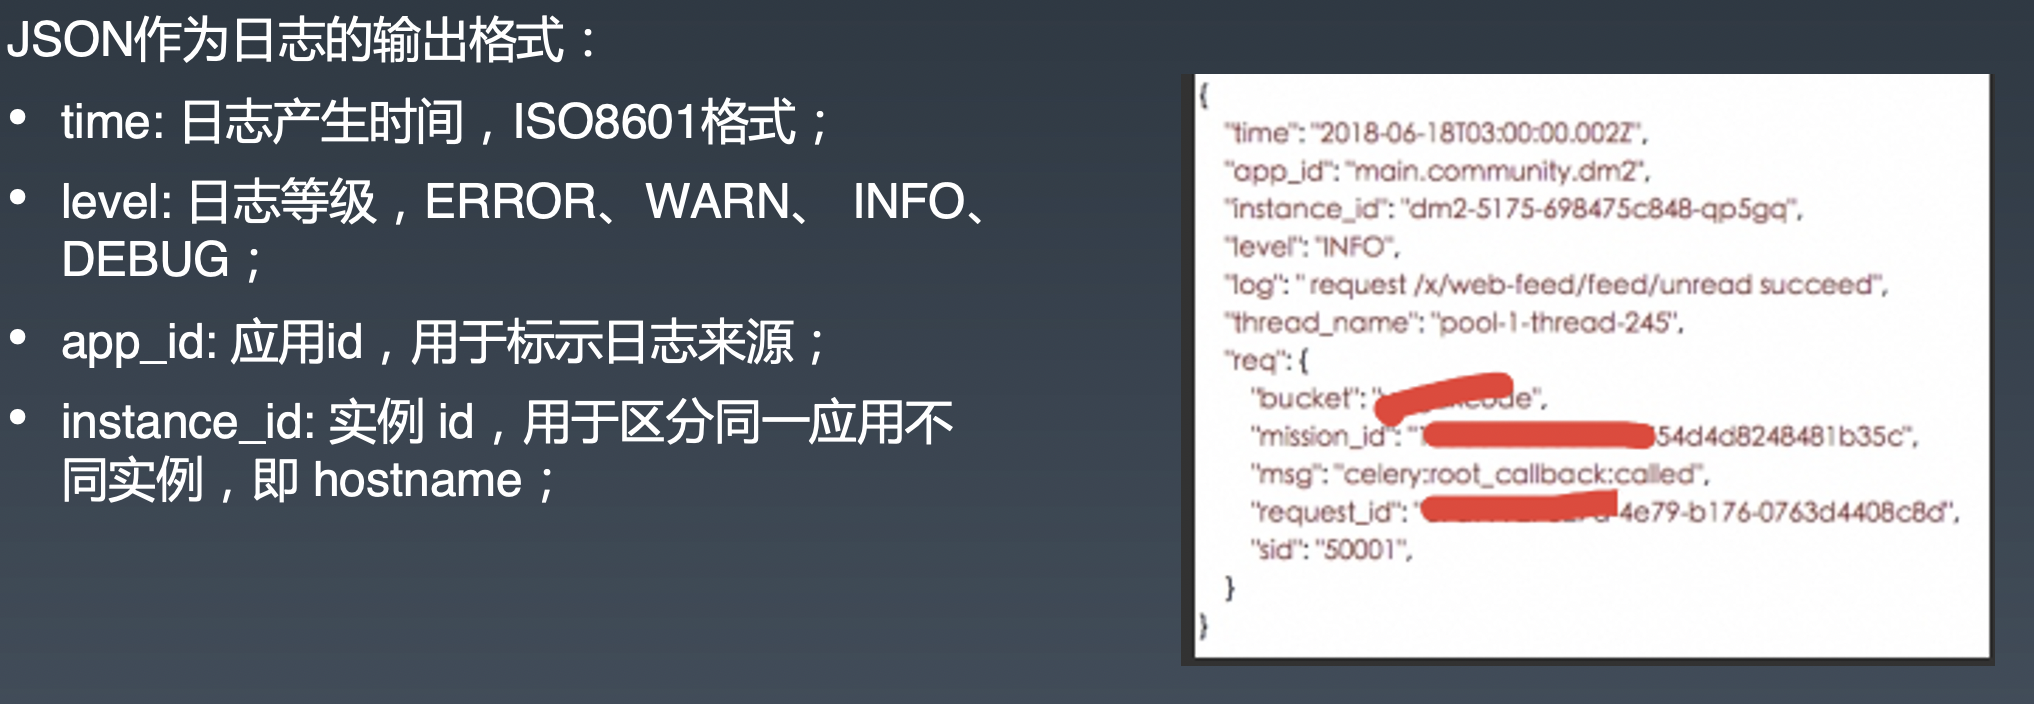 JSON作为日志的输出格式：
• time: 日志产生时间，ISO8601格式；
• level: 日志等级，ERROR、WARN、 INFO、
DEBUG；
• app_id: 应用id，用于标示日志来源；
• instance_id: 实例 id，用于区分同一应用不
同实例，即 hostname；
{
"time": "2018-06-18T03:00:00.002Z",
"app_id": "main.community.dm2",
"instance_id": "dm2-5175-698475c848-qp5gq",
"level": "INFO",
"log": " request /x/web-feed/feed/unread succeed",
"thread_name": "pool-1-thread-245",
"req": {
"bucket": "
"mission_id": " 54d4d8248481b35c",
"msg": "celery:root_callback:called",
"request_id": " 4e79-b176-0763d4408c8d",
"sid": "50001",
}
}